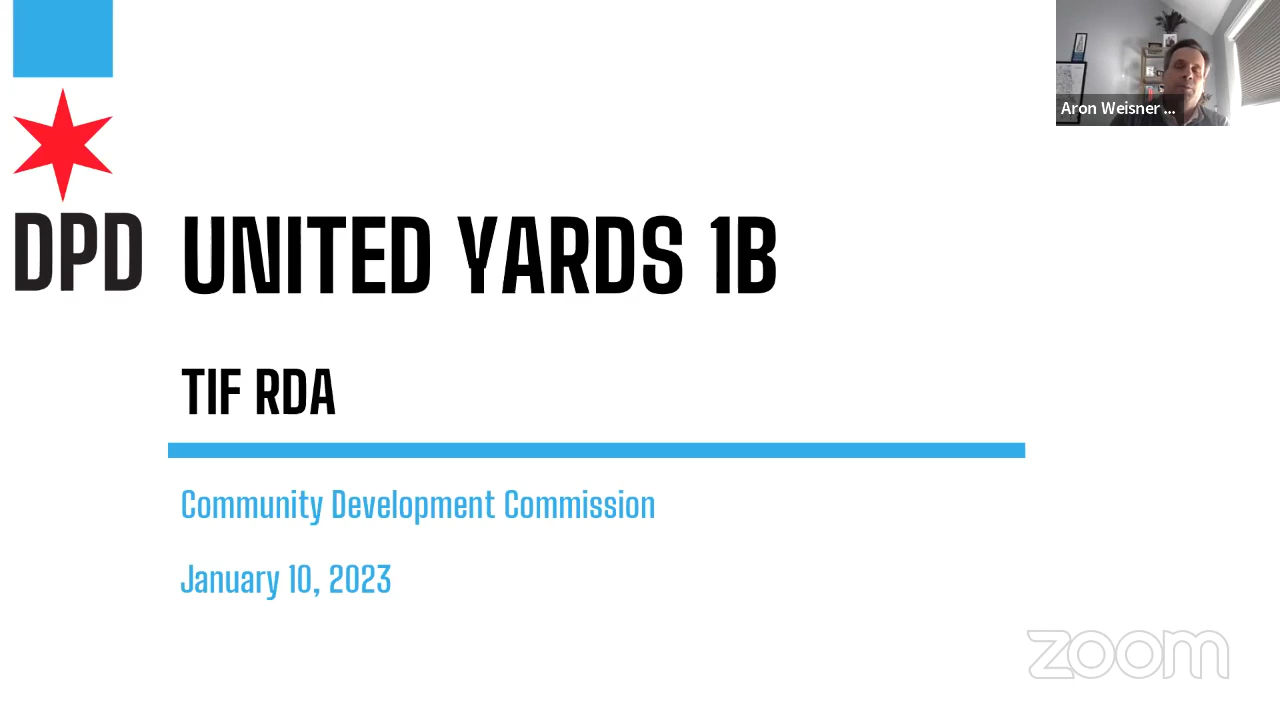 Aron Weisner ...
DPD
UNITED YARDS 1B
TIF RDA
Community Development Commission
January 10, 2023
zoom